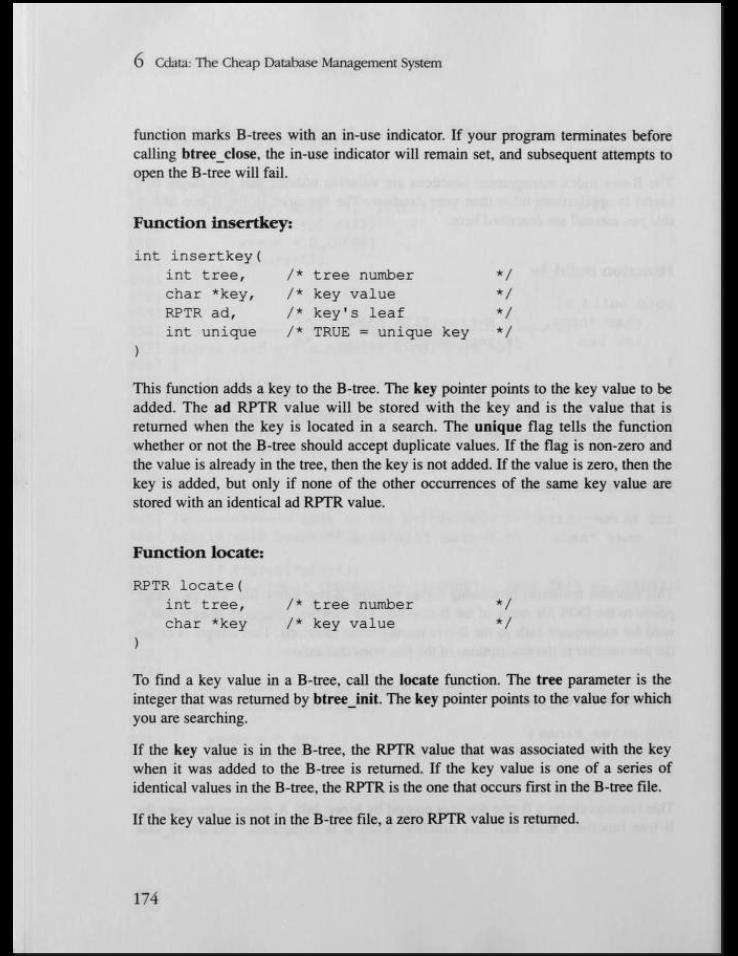 6 Cdata: The Cheap Database Management System
function marks B-trees with an in-use indicator. If your program terminates before
calling btree_close, the in-use indicator will remain set, and subsequent attempts to
open the B-tree will fail.
Function insertkey:
int insertkey(
int tree, /* tree number */
char *key, /* key value */
RPTR ad, /* key's leaf */
int unique /* TRUE = unique key */
)
This function adds a key to the B-tree. The key pointer points to the key value to be
added. The ad RPTR value will be stored with the key and is the value that is
returned when the key is located in a search. The unique flag tells the function
whether or not the B-tree should accept duplicate values. If the flag is non-zero and
the value is already in the tree, then the key is not added. If the value is zero, then the
key is added, but only if none of the other occurrences of the same key value are
stored with an identical ad RPTR value.
Function locate:
RPTR locate(
int tree, /* tree number */
char *key /* key value */
)
To find a key value in a B-tree, call the locate function. The tree parameter is the
integer that was returned by btree_init. The key pointer points to the value for which
you are searching.
If the key value is in the B-tree, the RPTR value that was associated with the key
when it was added to the B-tree is returned. If the key value is one of a series of
identical values in the B-tree, the RPTR is the one that occurs first in the B-tree file.
If the key value is not in the B-tree file, a zero RPTR value is returned.
174